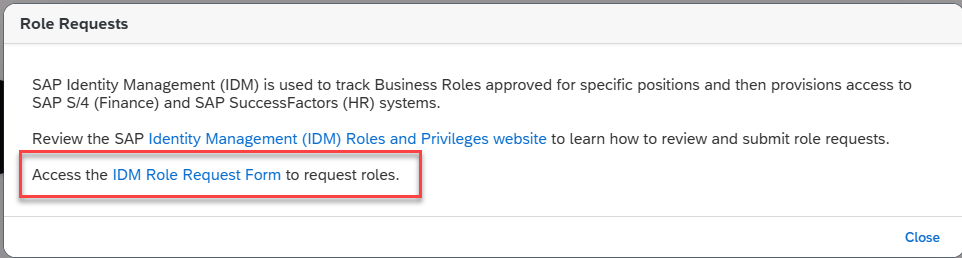 Role Requests
SAP Identity Management (IDM) is used to track Business Roles approved for specific positions and then provisions access to
SAP S/4 (Finance) and SAP SuccessFactors (HR) systems.
Review the SAP Identity Management (IDM) Roles and Privileges website to learn how to review and submit role requests.
Access the IDM Role Request Form to request roles.
Close